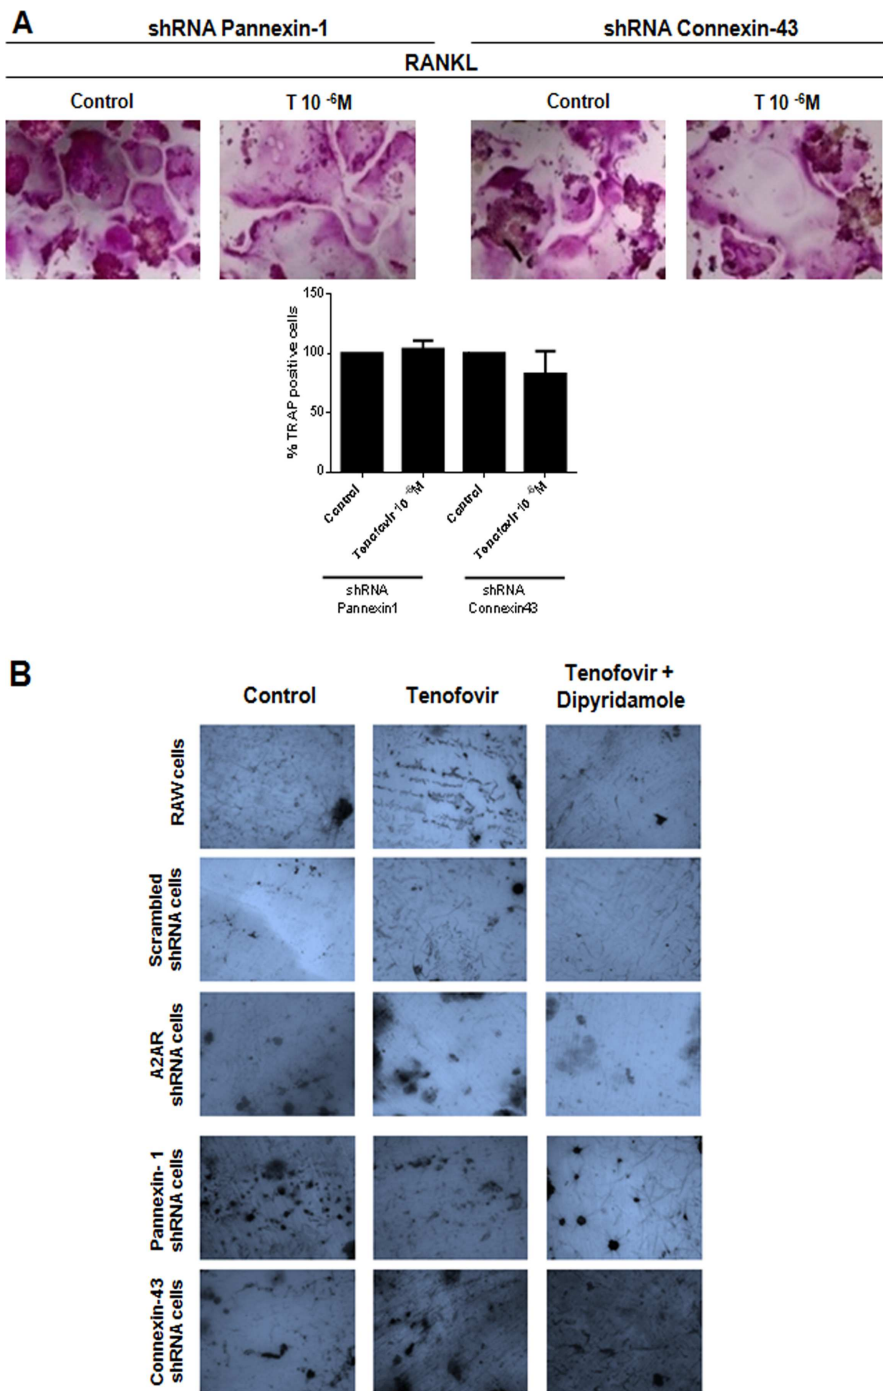 A
shRNA Pannexin-1 shRNA Connexin-43
RANKL
Control T 10 -6M Control T 10 -6M
% TRAP positive cells
150
100
50
0
Control
Tenofovir 10 -6M
Control
Tenofovir 10 -6M
shRNA
Pannexin1
shRNA
Connexin43
B
Control Tenofovir Tenofovir +
Dipyridamole
RAW cells
Scrambled
shRNA cells
A2AR
shRNA cells
Pannexin- 1
shRNA cells
Connexin-43
shRNA cells